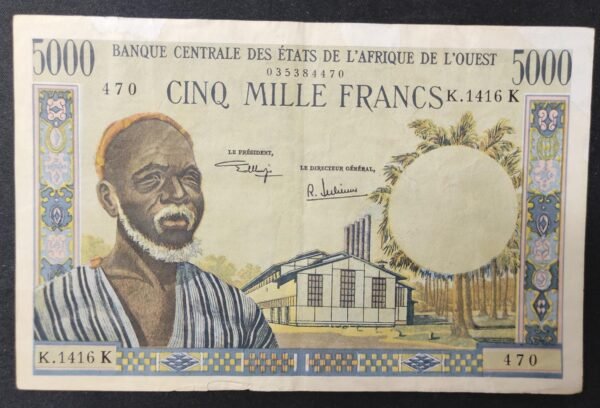 5000 BANQUE CENTRALE DES ÉTATS DE L'AFRIQUE DE L'OUEST 5000
035384470
470 CINQ MILLE FRANCS K.1416 K
LE PRÉSIDENT,
LE DIRECTEUR GÉNÉRAL,
K.1416 K 470